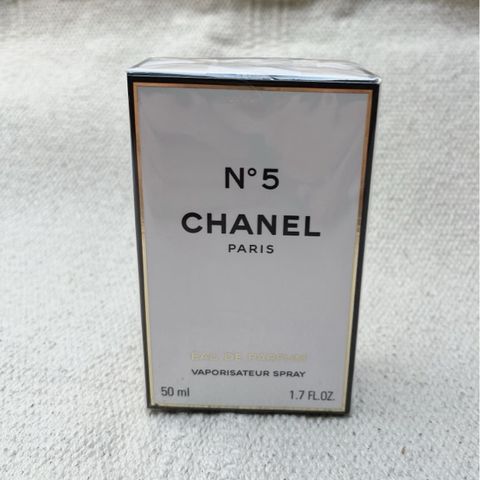 N°5
CHANEL
PARIS
EAU DE PARFUM
VAPORISATEUR SPRAY
50 ml 1.7 FL.OZ.